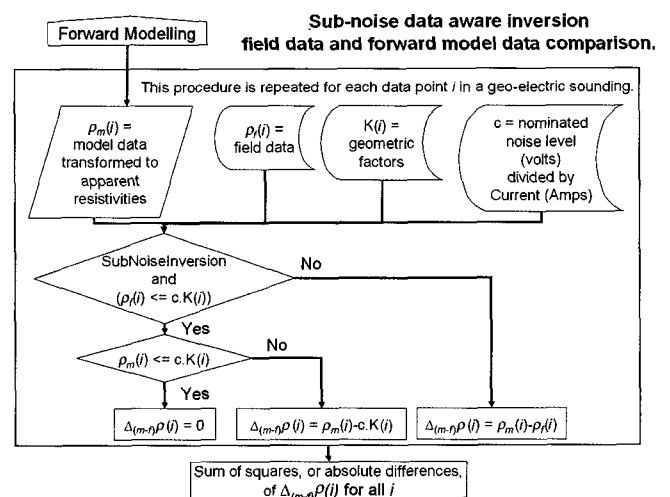 Forward Modelling
Sub-noise data aware inversion
field data and forward model data comparison.
This procedure is repeated for each data point i in a geo-electric sounding.
ρm(i) =
model data
transformed to
apparent
resistivities
ρf(i)=
field data
K(i) =
geometric
factors
c = nominated
noise level
(volts)
divided by
Current (Amps)
SubNoiseInversion
and
(ρf(i) <= c.K(i))
No
Yes
ρm(i) <= c.K(i)
No
Yes
Δ(m-f)ρ(i) = 0
Δ(m-f)ρ(i) = ρm(i)-c.K(i)
Δ(m-f)ρ(i) = ρm(i)-ρf(i)
Sum of squares, or absolute differences,
of Δ(m-f)ρ(i) for all i